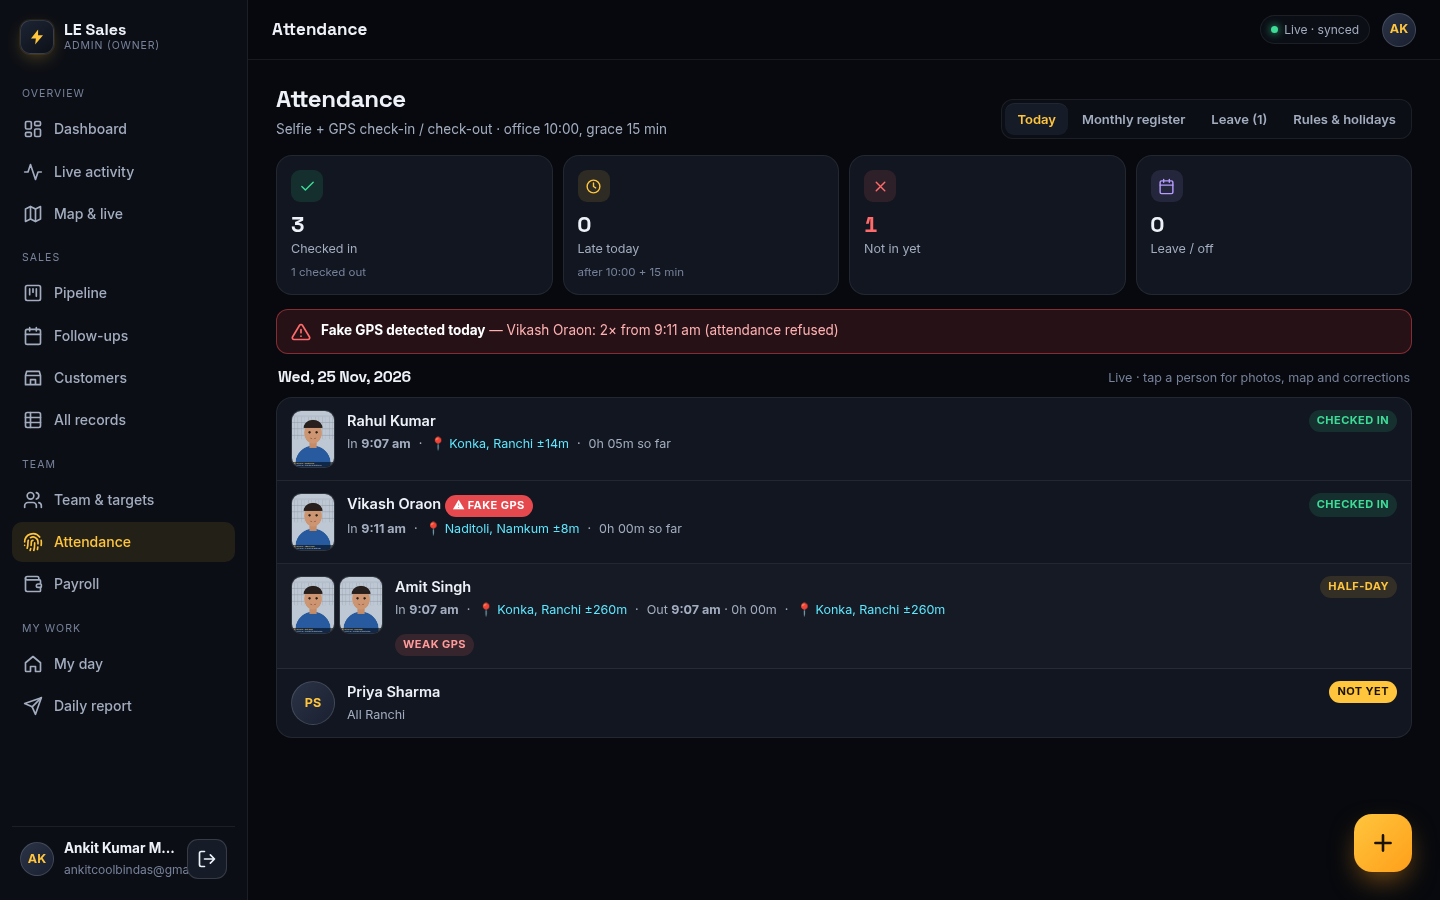 LE Sales
ADMIN (OWNER)
OVERVIEW
Dashboard
Live activity
Map & live
SALES
Pipeline
Follow-ups
Customers
All records
TEAM
Team & targets
Attendance
Payroll
MY WORK
My day
Daily report
AK
Ankit Kumar M...
ankitcoolbindas@gma
Attendance
Live · synced
AK
Attendance
Selfie + GPS check-in / check-out · office 10:00, grace 15 min
Today
Monthly register
Leave (1)
Rules & holidays
3
Checked in
1 checked out
0
Late today
after 10:00 + 15 min
1
Not in yet
0
Leave / off
Fake GPS detected today — Vikash Oraon: 2× from 9:11 am (attendance refused)
Wed, 25 Nov, 2026
Live · tap a person for photos, map and corrections
Rahul Kumar
CHECKED IN
In 9:07 am · 📍 Konka, Ranchi ±14m · 0h 05m so far
Vikash Oraon ⚠ FAKE GPS
CHECKED IN
In 9:11 am · 📍 Naditoli, Namkum ±8m · 0h 00m so far
Amit Singh
HALF-DAY
In 9:07 am · 📍 Konka, Ranchi ±260m · Out 9:07 am · 0h 00m · 📍 Konka, Ranchi ±260m
WEAK GPS
PS
Priya Sharma
NOT YET
All Ranchi